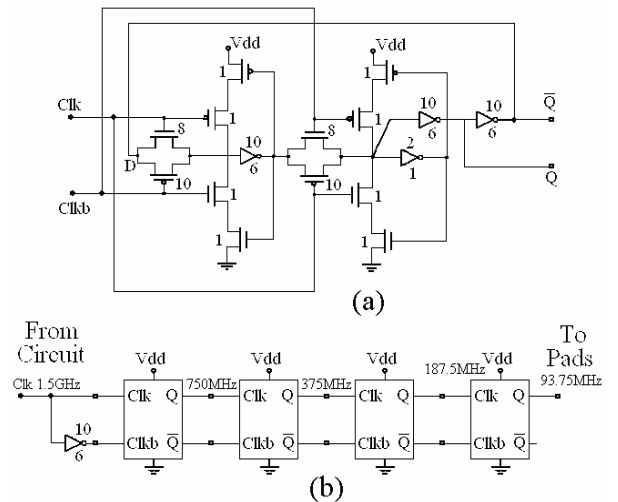 Vdd
Vdd
1
1
Clk
1
1
10
10
Q̅
8
8
10
2
6
6
D
6
10
1
Q
10
Clkb
1
1
1
1
(a)
From
Circuit
To
Pads
Vdd
Vdd
Vdd
187.5MHz
Vdd
Clk 1.5GHz
750MHz
375MHz
93.75MHz
Clk Q
Clk Q
Clk Q
Clk Q
10
6
Clkb Q̅
Clkb Q̅
Clkb Q̅
Clkb Q̅
(b)